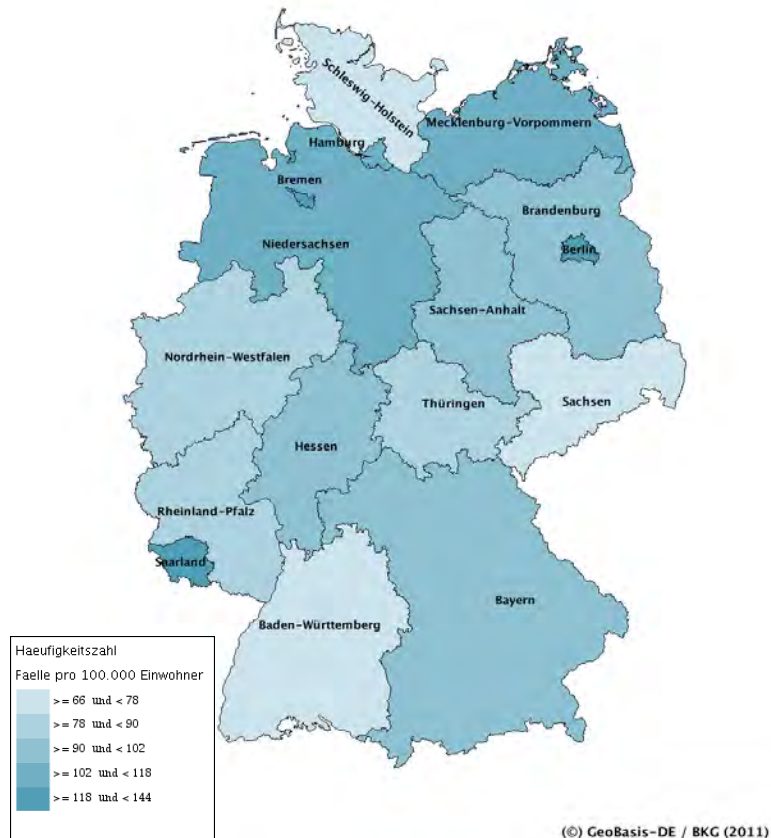 Schleswig-Holstein
Mecklenburg-Vorpommern
Hamburg
Bremen
Brandenburg
Niedersachsen
Berlin
Sachsen-Anhalt
Nordrhein-Westfalen
Thüringen
Sachsen
Hessen
Rheinland-Pfalz
Saarland
Bayern
Baden-Württemberg
Haeufigkeitszahl
Faelle pro 100.000 Einwohner
>= 66 und < 78
>= 78 und < 90
>= 90 und < 102
>= 102 und < 118
>= 118 und < 144
(c) GeoBasis-DE / BKG (2011)